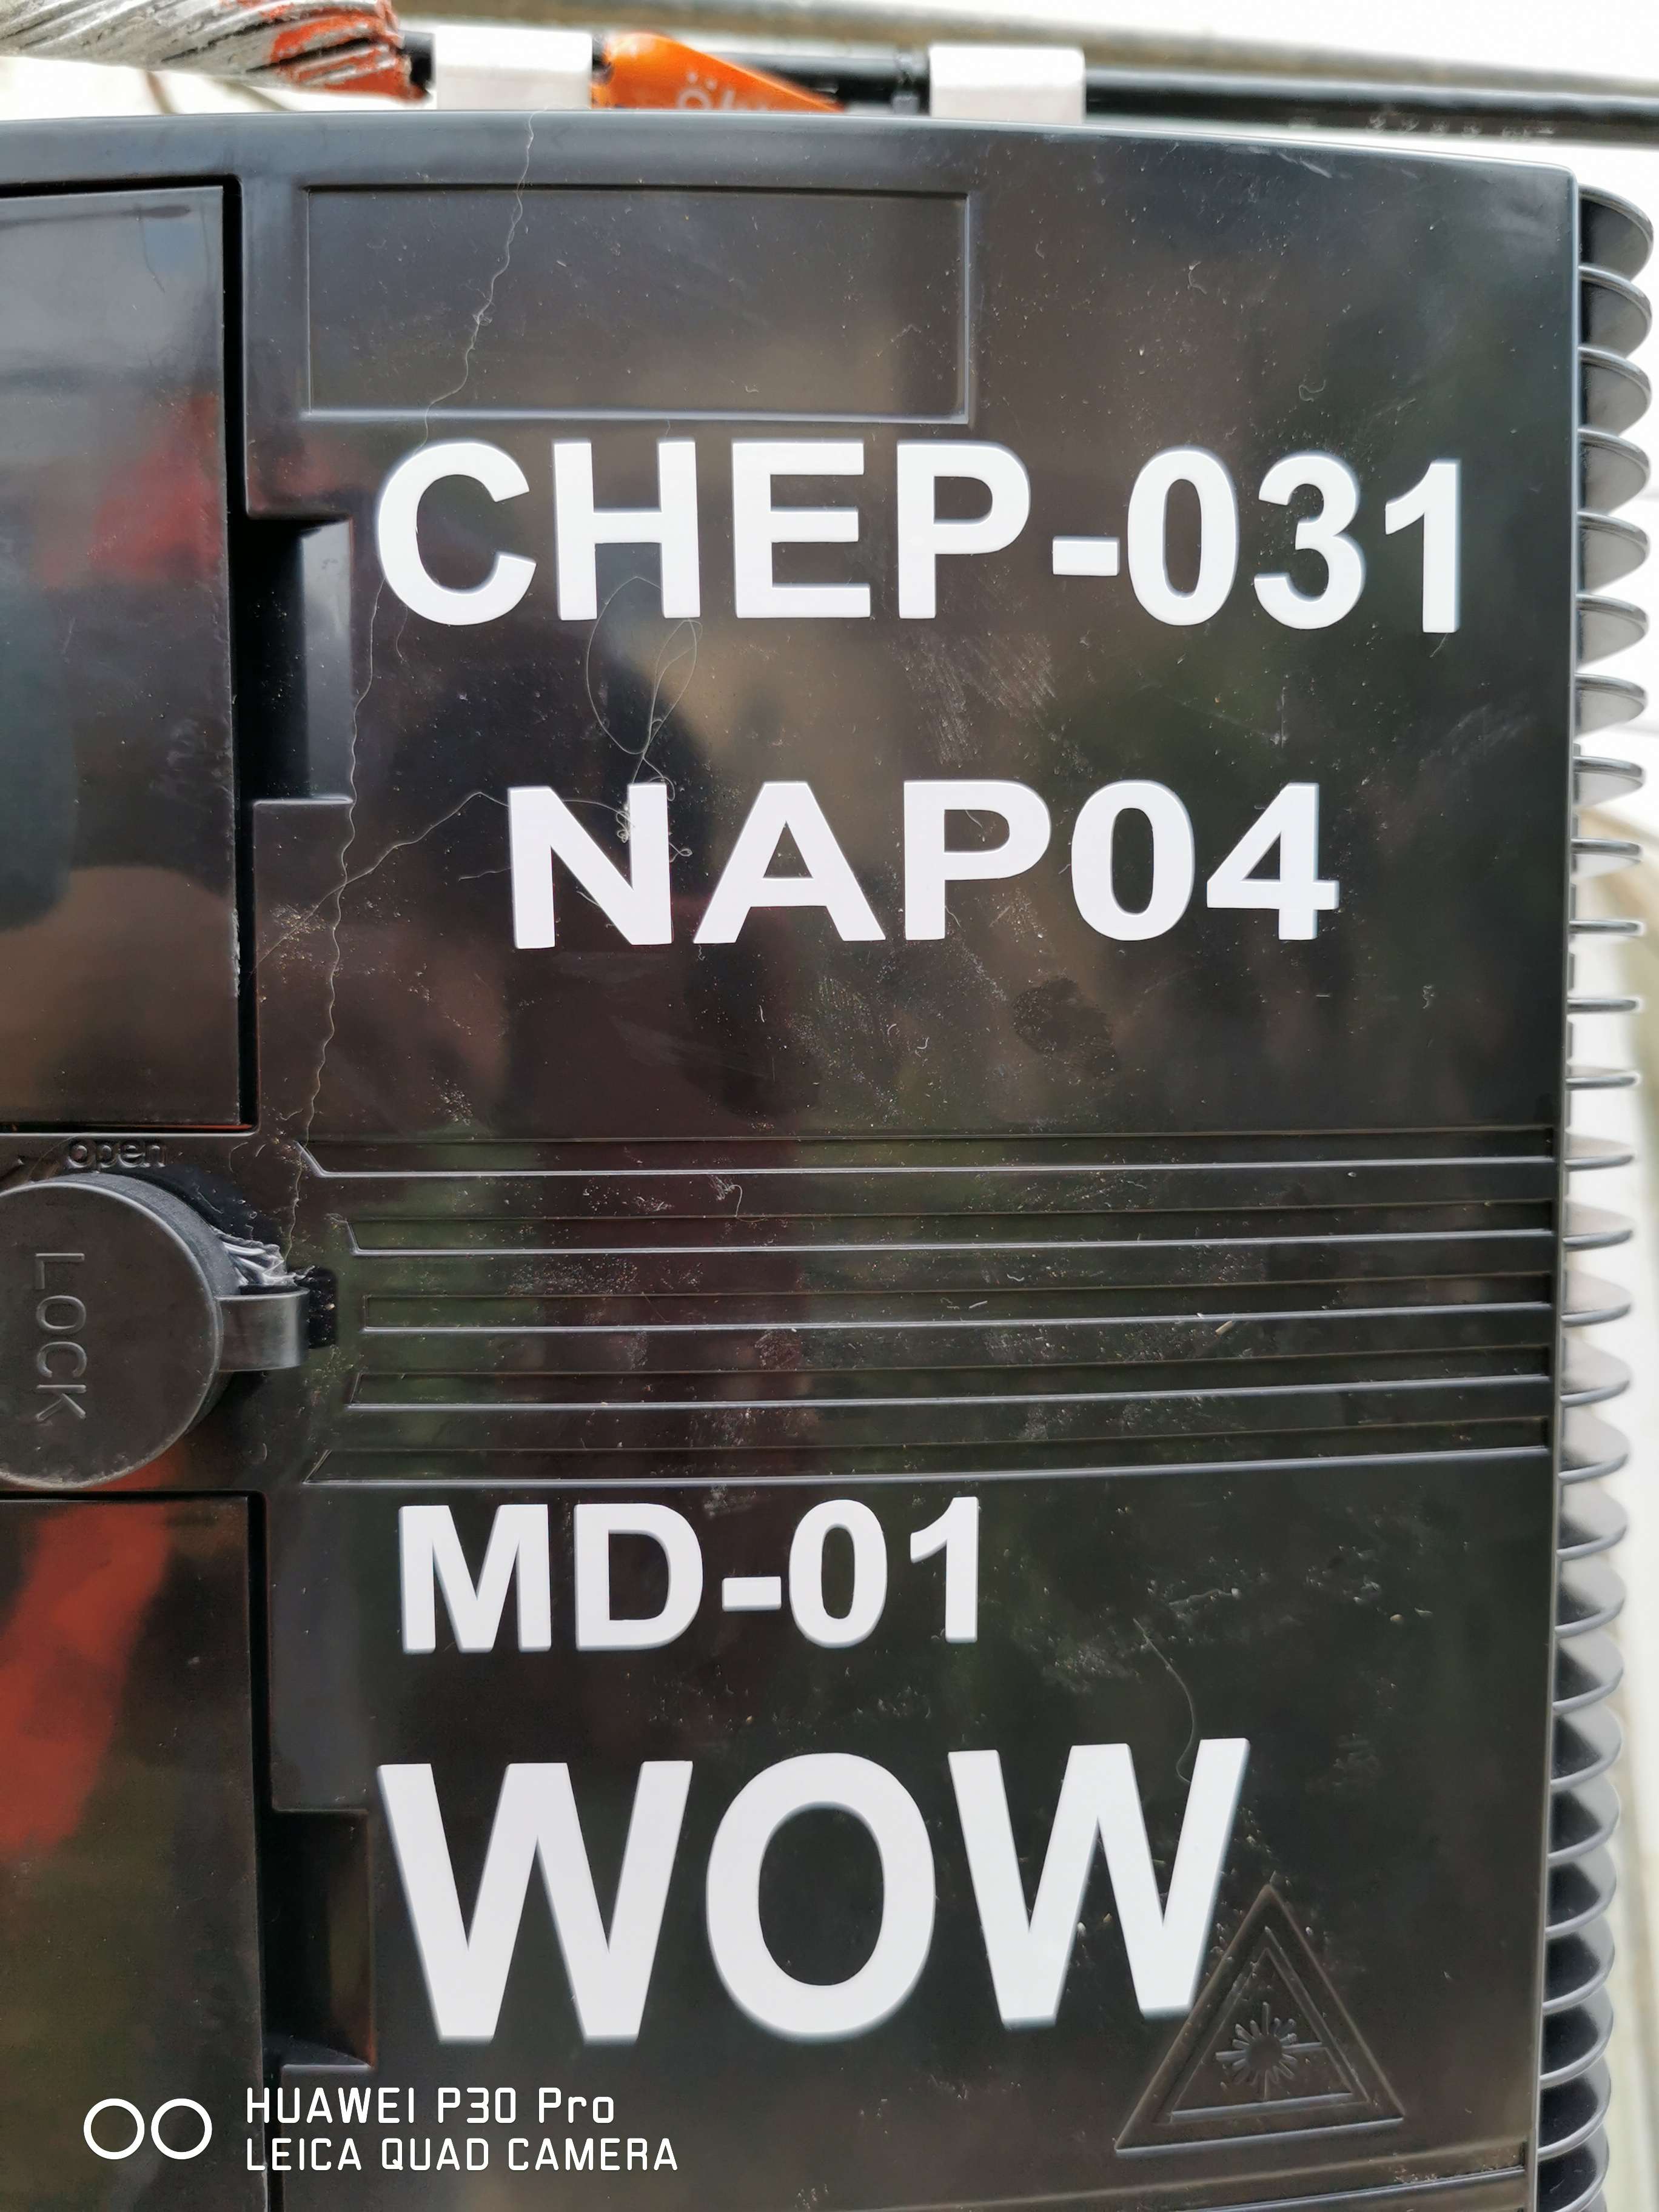 CHEP-031
NAP04
open
LOCK
MD-01
WOW
HUAWEI P30 Pro
LEICA QUAD CAMERA